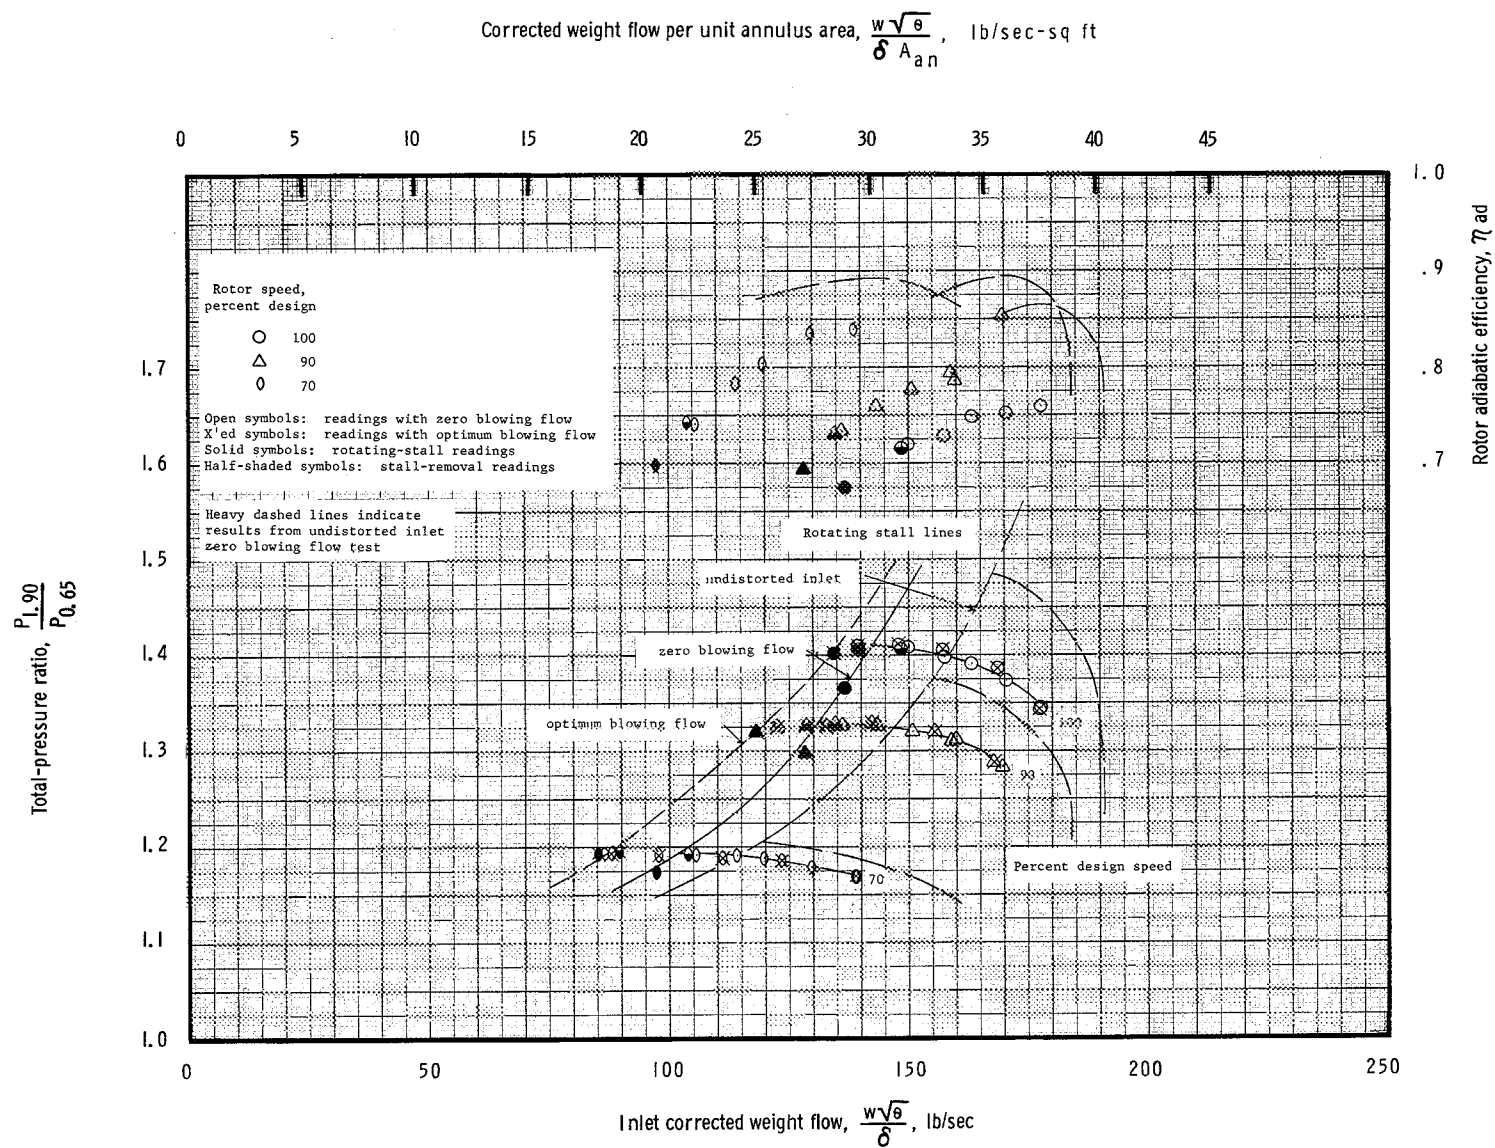 Corrected weight flow per unit annulus area, w√θ / δ A_an, lb/sec-sq ft
0 5 10 15 20 25 30 35 40 45
1.0
.9
.8
.7
Rotor adiabatic efficiency, η ad
Rotor speed,
percent design
100
90
70
Open symbols: readings with zero blowing flow
X'ed symbols: readings with optimum blowing flow
Solid symbols: rotating-stall readings
Half-shaded symbols: stall-removal readings
Heavy dashed lines indicate
results from undistorted inlet
zero blowing flow test
Rotating stall lines
undistorted inlet
zero blowing flow
optimum blowing flow
100
90
70
Percent design speed
1.7
1.6
1.5
1.4
1.3
1.2
1.1
1.0
Total-pressure ratio, P1.90 / P0.65
0 50 100 150 200 250
Inlet corrected weight flow, w√θ / δ, lb/sec